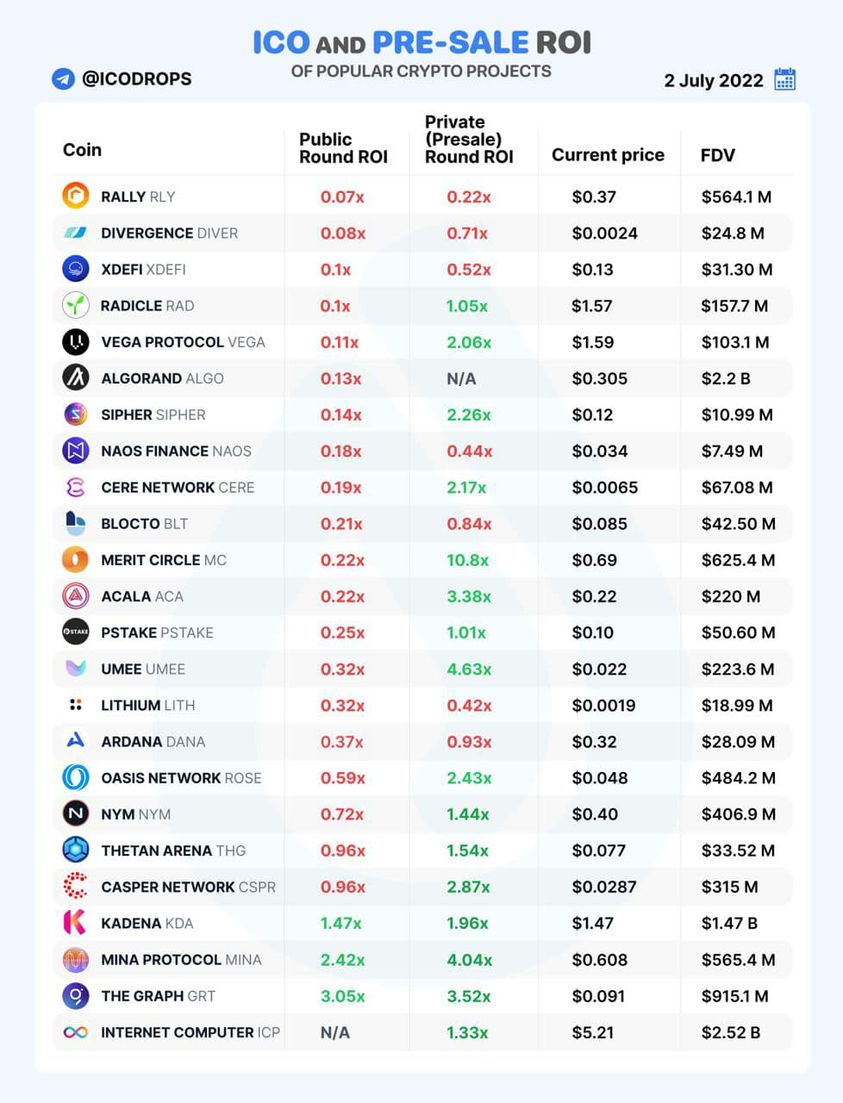 ICO AND PRE-SALE ROI
OF POPULAR CRYPTO PROJECTS
@ICODROPS
2 July 2022
Coin
Public
Round ROI
Private
(Presale)
Round ROI
Current price
FDV
RALLY RLY 0.07x 0.22x $0.37 $564.1 M
DIVERGENCE DIVER 0.08x 0.71x $0.0024 $24.8 M
XDEFI XDEFI 0.1x 0.52x $0.13 $31.30 M
RADICLE RAD 0.1x 1.05x $1.57 $157.7 M
VEGA PROTOCOL VEGA 0.11x 2.06x $1.59 $103.1 M
ALGORAND ALGO 0.13x N/A $0.305 $2.2 B
SIPHER SIPHER 0.14x 2.26x $0.12 $10.99 M
NAOS FINANCE NAOS 0.18x 0.44x $0.034 $7.49 M
CERE NETWORK CERE 0.19x 2.17x $0.0065 $67.08 M
BLOCTO BLT 0.21x 0.84x $0.085 $42.50 M
MERIT CIRCLE MC 0.22x 10.8x $0.69 $625.4 M
ACALA ACA 0.22x 3.38x $0.22 $220 M
PSTAKE PSTAKE 0.25x 1.01x $0.10 $50.60 M
UMEE UMEE 0.32x 4.63x $0.022 $223.6 M
LITHIUM LITH 0.32x 0.42x $0.0019 $18.99 M
ARDANA DANA 0.37x 0.93x $0.32 $28.09 M
OASIS NETWORK ROSE 0.59x 2.43x $0.048 $484.2 M
NYM NYM 0.72x 1.44x $0.40 $406.9 M
THETAN ARENA THG 0.96x 1.54x $0.077 $33.52 M
CASPER NETWORK CSPR 0.96x 2.87x $0.0287 $315 M
KADENA KDA 1.47x 1.96x $1.47 $1.47 B
MINA PROTOCOL MINA 2.42x 4.04x $0.608 $565.4 M
THE GRAPH GRT 3.05x 3.52x $0.091 $915.1 M
INTERNET COMPUTER ICP N/A 1.33x $5.21 $2.52 B